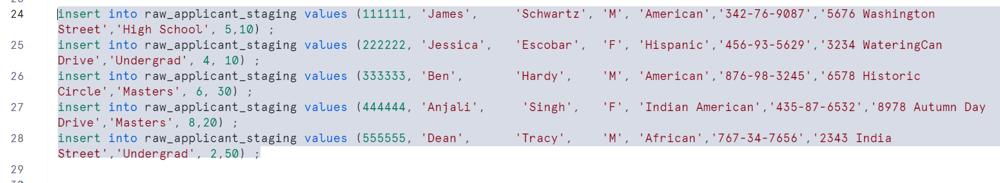 24 insert into raw_applicant_staging values (111111, 'James', 'Schwartz', 'M', 'American','342-76-9087','5676 Washington
Street','High School', 5,10) ;
25 insert into raw_applicant_staging values (222222, 'Jessica', 'Escobar', 'F', 'Hispanic','456-93-5629','3234 WateringCan
Drive','Undergrad', 4, 10) ;
26 insert into raw_applicant_staging values (333333, 'Ben', 'Hardy', 'M', 'American','876-98-3245','6578 Historic
Circle','Masters', 6, 30) ;
27 insert into raw_applicant_staging values (444444, 'Anjali', 'Singh', 'F', 'Indian American','435-87-6532','8978 Autumn Day
Drive','Masters', 8,20) ;
28 insert into raw_applicant_staging values (555555, 'Dean', 'Tracy', 'M', 'African','767-34-7656','2343 India
Street','Undergrad', 2,50) ;
29